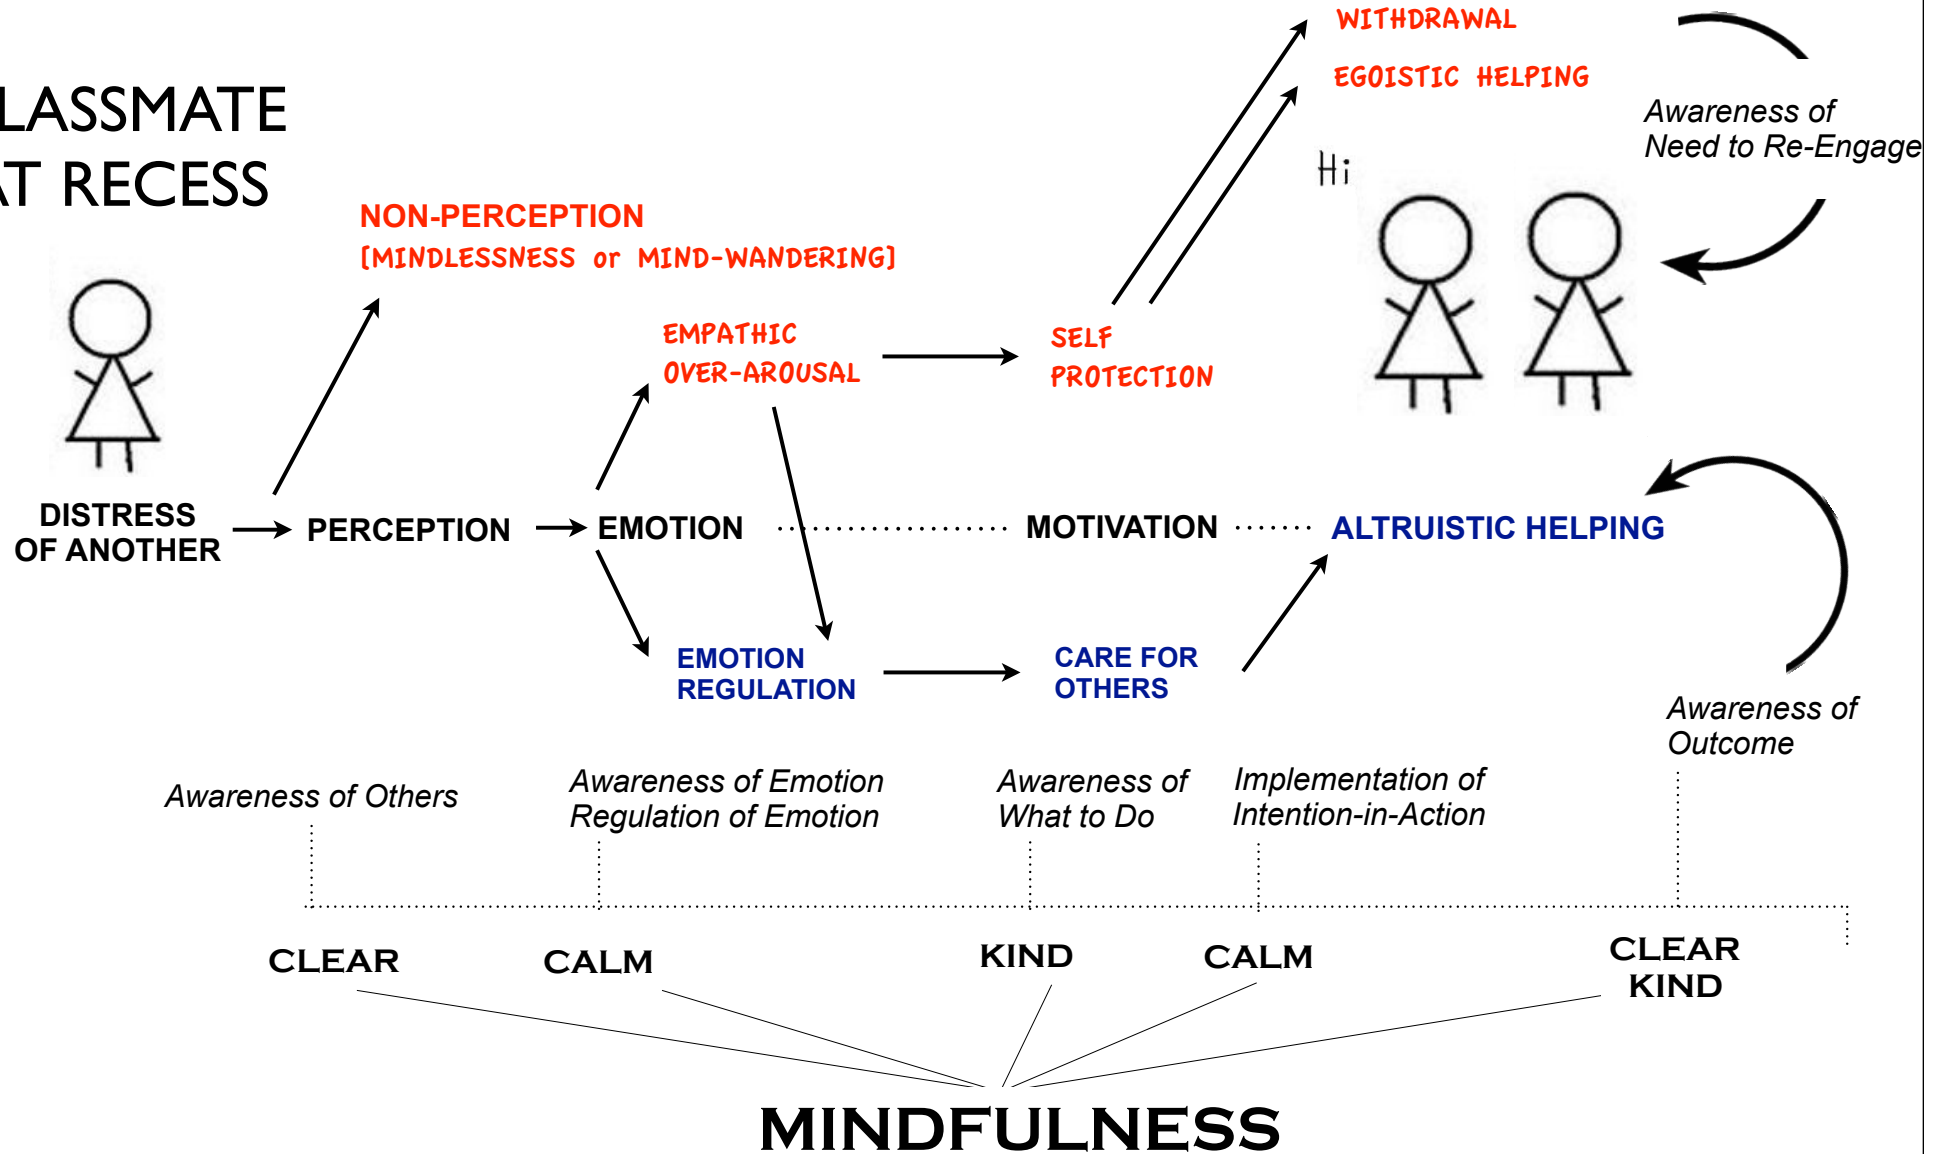 LASSMATE
AT RECESS
WITHDRAWAL
EGOISTIC HELPING
Awareness of
Need to Re-Engage
Hi
NON-PERCEPTION
[MINDLESSNESS or MIND-WANDERING]
EMPATHIC
OVER-AROUSAL
SELF
PROTECTION
DISTRESS
OF ANOTHER
PERCEPTION
EMOTION
MOTIVATION
ALTRUISTIC HELPING
EMOTION
REGULATION
CARE FOR
OTHERS
Awareness of
Outcome
Awareness of Others
Awareness of Emotion
Regulation of Emotion
Awareness of
What to Do
Implementation of
Intention-in-Action
CLEAR
CALM
KIND
CALM
CLEAR
KIND
MINDFULNESS